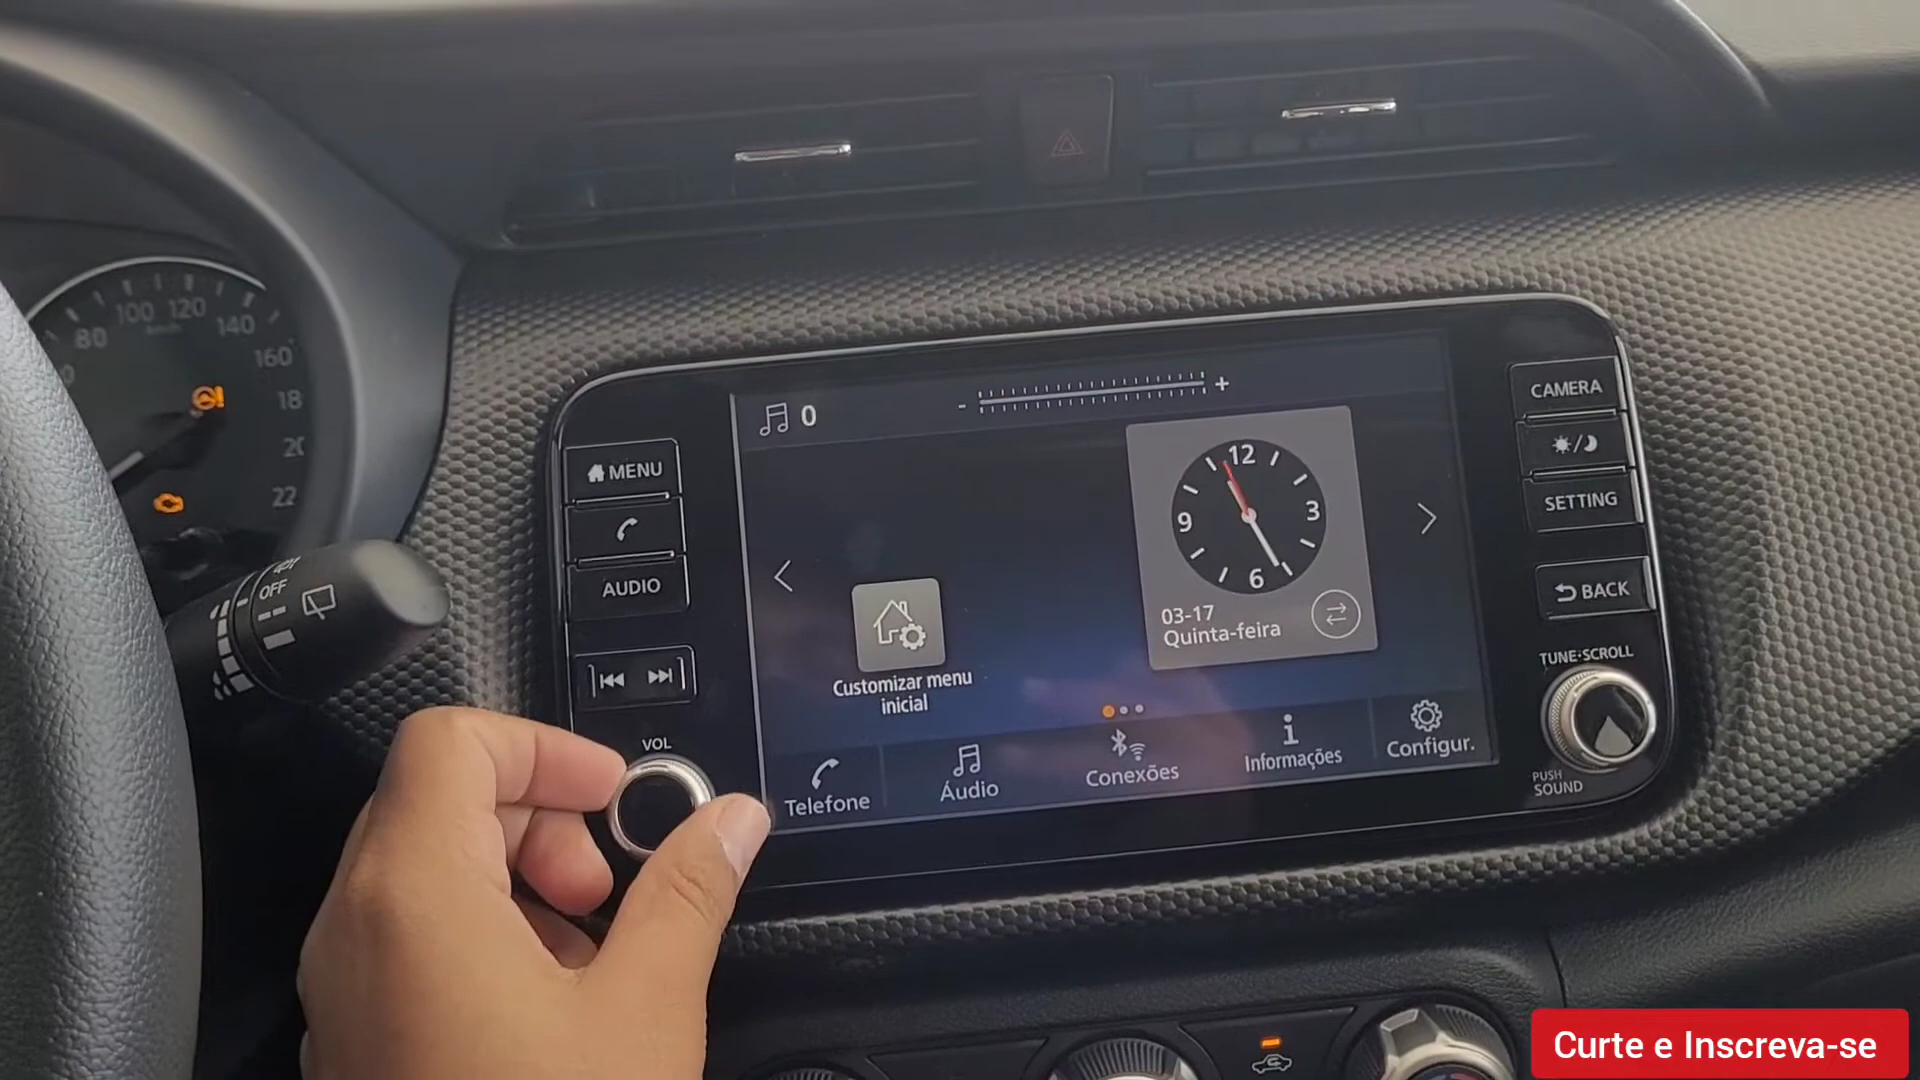 80
100
120
140
160
18
20
22
OFF
MENU
AUDIO
VOL
0
- +
12
3
6
9
03-17
Quinta-feira
Customizar menu
inicial
Telefone
Áudio
Conexões
Informações
Configur.
CAMERA
SETTING
BACK
TUNE·SCROLL
PUSH
SOUND
Curte e Inscreva-se